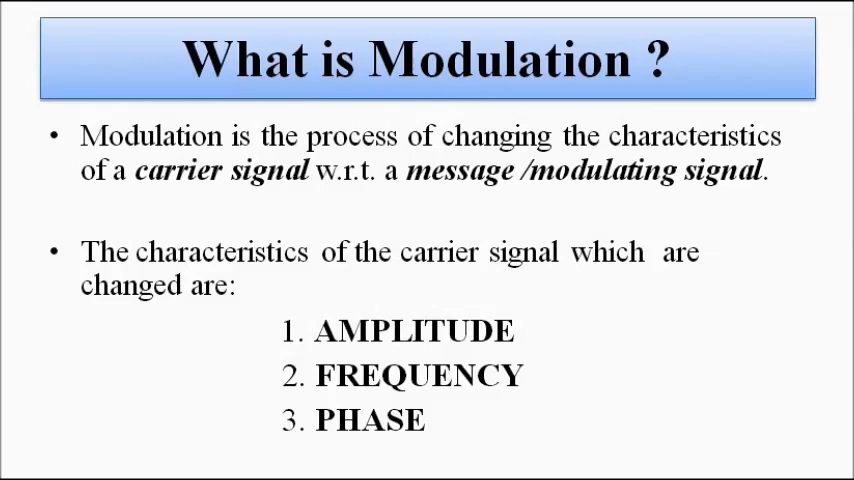 What is Modulation ?
• Modulation is the process of changing the characteristics
of a carrier signal w.r.t. a message /modulating signal.
• The characteristics of the carrier signal which are
changed are:
1. AMPLITUDE
2. FREQUENCY
3. PHASE